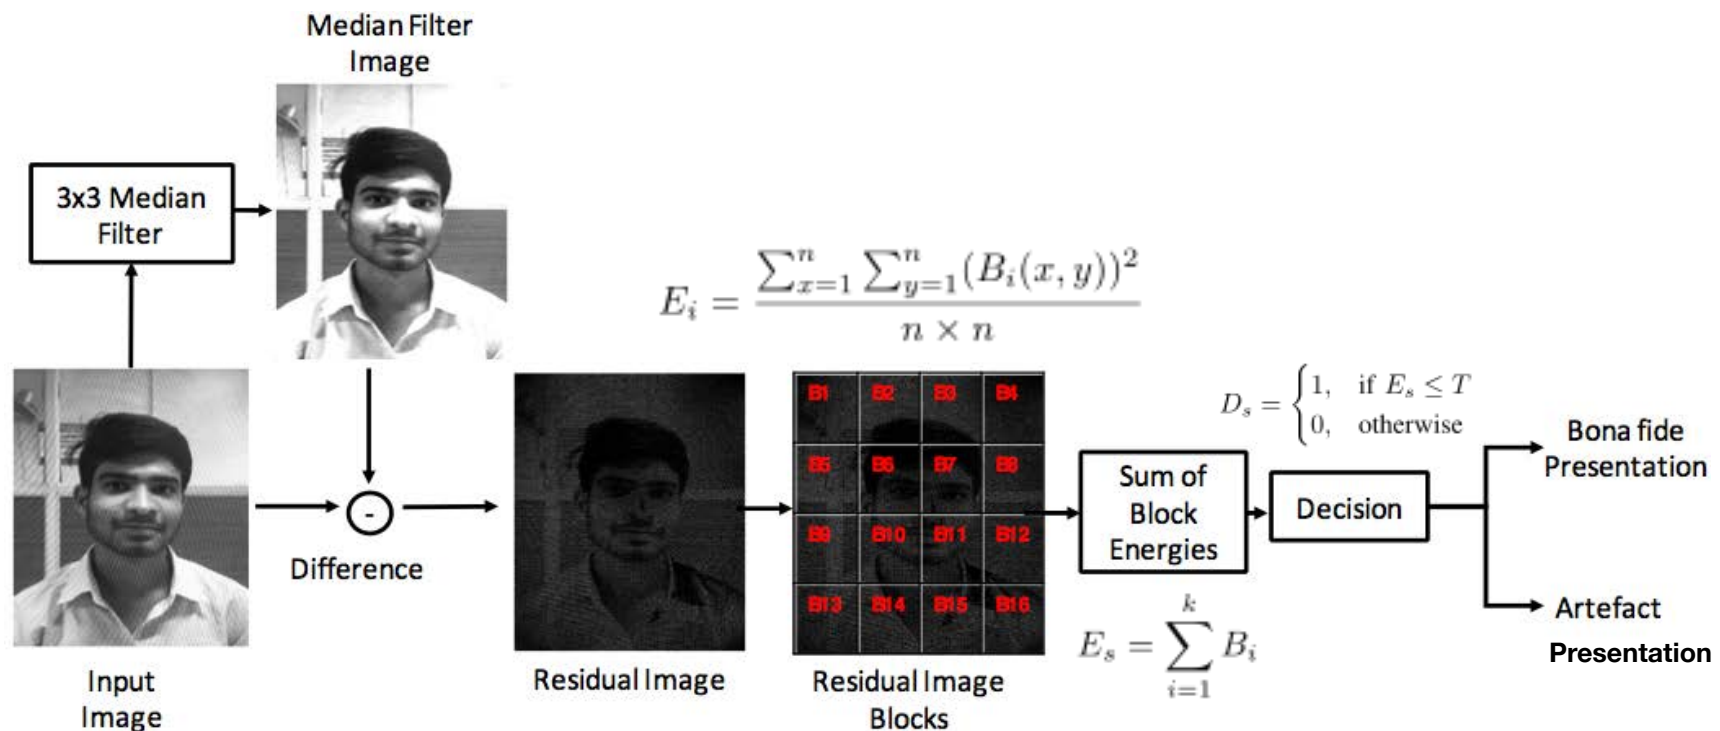 Median Filter
Image
3x3 Median
Filter
E_i = \frac{\sum_{x=1}^{n} \sum_{y=1}^{n} (B_i(x, y))^2}{n \times n}
B1 B2 B3 B4
B5 B6 B7 B8
B9 B10 B11 B12
B13 B14 B15 B16
D_s = \begin{cases} 1, & \text{if } E_s \leq T \\ 0, & \text{otherwise} \end{cases}
-
Difference
Sum of
Block
Energies
Decision
Bona fide
Presentation
Artefact
Presentation
E_s = \sum_{i=1}^{k} B_i
Input
Image
Residual Image
Residual Image
Blocks